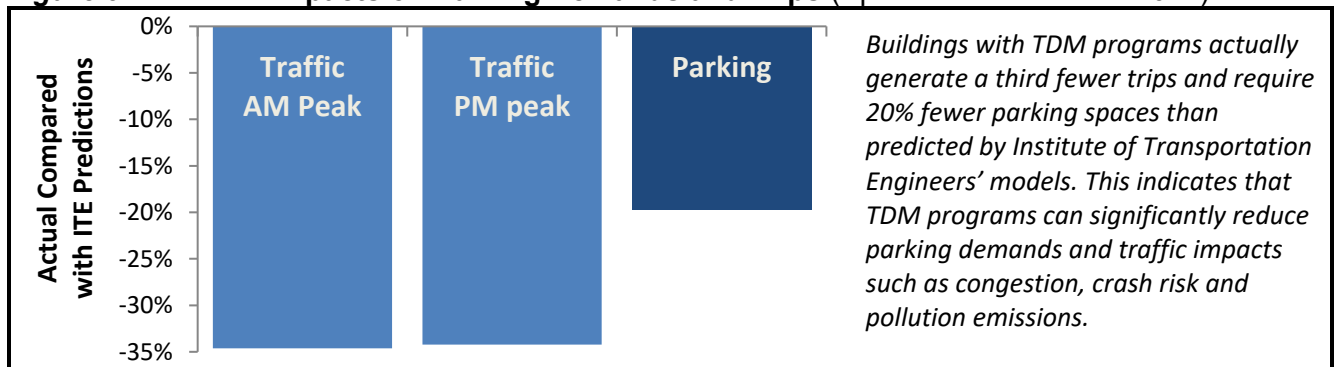 0%
-5%
-10%
-15%
-20%
-25%
-30%
-35%
Actual Compared
with ITE Predictions
Traffic
AM Peak
Traffic
PM peak
Parking
Buildings with TDM programs actually
generate a third fewer trips and require
20% fewer parking spaces than
predicted by Institute of Transportation
Engineers’ models. This indicates that
TDM programs can significantly reduce
parking demands and traffic impacts
such as congestion, crash risk and
pollution emissions.